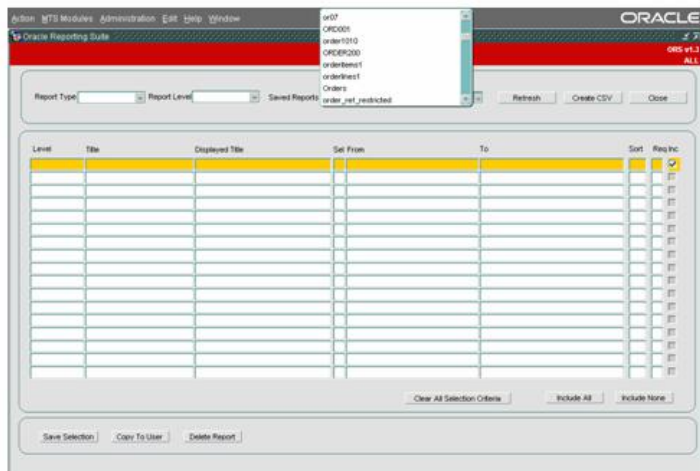 Action MTS Modules Administration Edit Help Window
ORACLE
Oracle Reporting Suite
ORS v1.2
ALL
or07
ORD001
order1010
ORDER200
orderitems1
orderlines1
Orders
order_ret_restricted
Report Type Report Level Saved Reports Refresh Create CSV Close
Level Title Displayed Title Sel From To Sort Req Inc
Clear All Selection Criteria Include All Include None
Save Selection Copy To User Delete Report